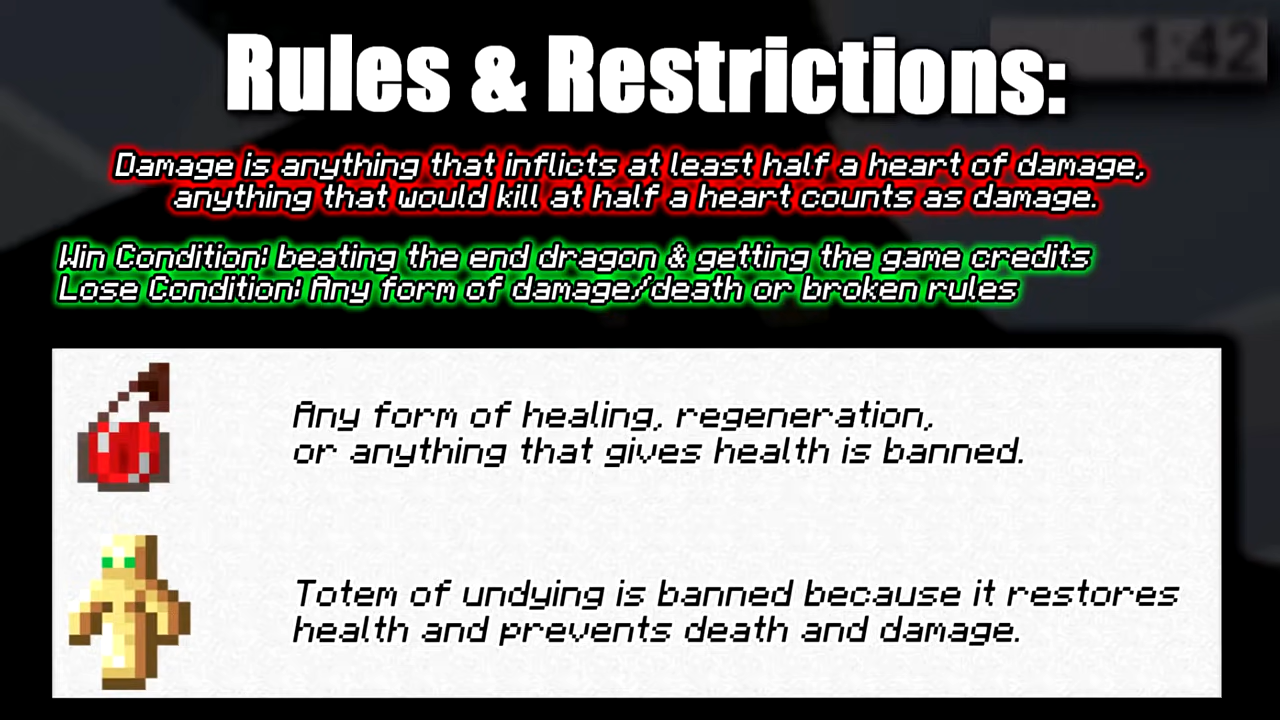 1:42
Rules & Restrictions:
Damage is anything that inflicts at least half a heart of damage,
anything that would kill at half a heart counts as damage.
Win Condition: beating the end dragon & getting the game credits
Lose Condition: Any form of damage/death or broken rules
Any form of healing, regeneration,
or anything that gives health is banned.
Totem of undying is banned because it restores
health and prevents death and damage.